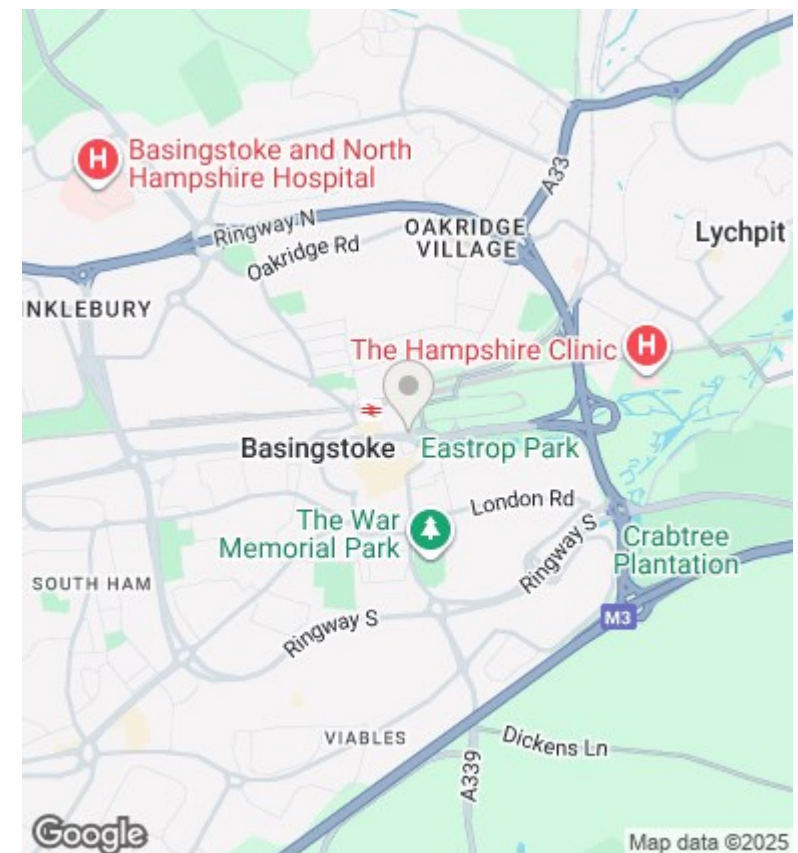 H
Basingstoke and North
Hampshire Hospital
A33
Ringway N
OAKRIDGE
VILLAGE
Lychpit
Oakridge Rd
INKLEBURY
The Hampshire Clinic
H
Basingstoke
Eastrop Park
London Rd
The War
Memorial Park
Ringway S
Crabtree
Plantation
SOUTH HAM
M3
Ringway S
VIABLES
Dickens Ln
A339
Google
Map data ©2025